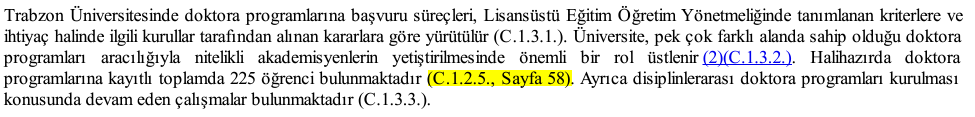 Trabzon Üniversitesinde doktora programlarına başvuru süreçleri, Lisansüstü Eğitim Öğretim Yönetmeliğinde tanımlanan kriterlere ve
ihtiyaç halinde ilgili kurullar tarafından alınan kararlara göre yürütülür (C.1.3.1.). Üniversite, pek çok farklı alanda sahip olduğu doktora
programları aracılığıyla nitelikli akademisyenlerin yetiştirilmesinde önemli bir rol üstlenir (2)(C.1.3.2.). Halihazırda doktora
programlarına kayıtlı toplamda 225 öğrenci bulunmaktadır (C.1.2.5., Sayfa 58). Ayrıca disiplinlerarası doktora programları kurulması
konusunda devam eden çalışmalar bulunmaktadır (C.1.3.3.).